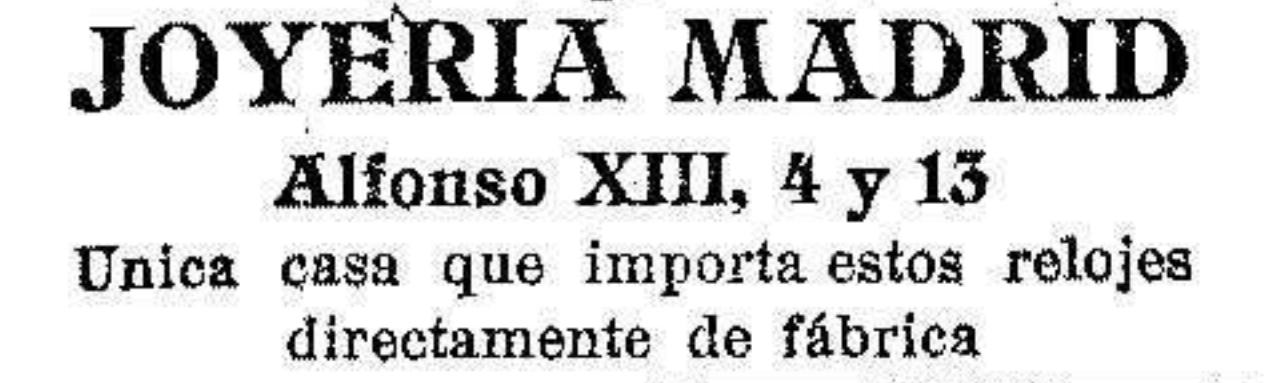 JOYERIA MADRID
Alfonso XIII, 4 y 13
Unica casa que importa estos relojes
directamente de fábrica